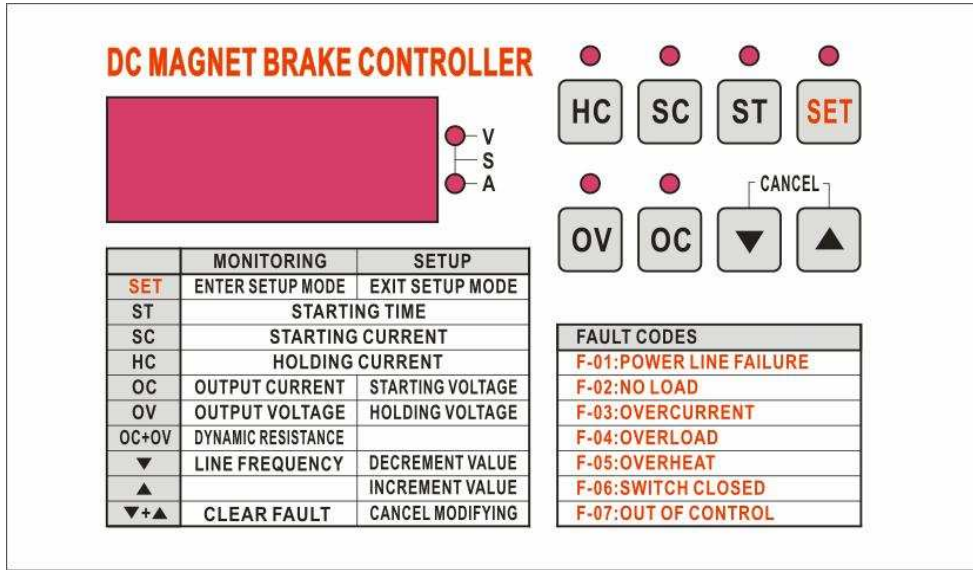 DC MAGNET BRAKE CONTROLLER
V
S
A
HC SC ST SET
CANCEL
OV OC ▼ ▲
MONITORING SETUP
SET ENTER SETUP MODE EXIT SETUP MODE
ST STARTING TIME
SC STARTING CURRENT
HC HOLDING CURRENT
OC OUTPUT CURRENT STARTING VOLTAGE
OV OUTPUT VOLTAGE HOLDING VOLTAGE
OC+OV DYNAMIC RESISTANCE
▼ LINE FREQUENCY DECREMENT VALUE
▲ INCREMENT VALUE
▼+▲ CLEAR FAULT CANCEL MODIFYING
FAULT CODES
F-01:POWER LINE FAILURE
F-02:NO LOAD
F-03:OVERCURRENT
F-04:OVERLOAD
F-05:OVERHEAT
F-06:SWITCH CLOSED
F-07:OUT OF CONTROL